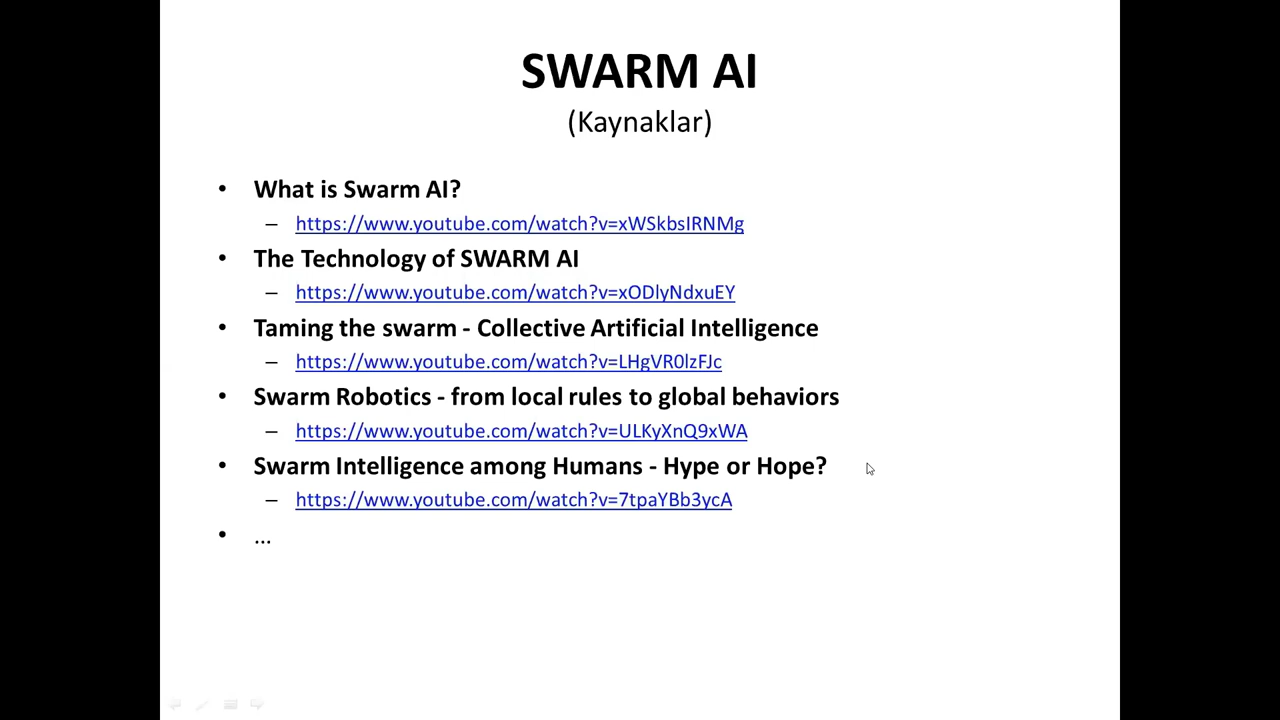 SWARM AI
(Kaynaklar)
• What is Swarm AI?
– https://www.youtube.com/watch?v=xWSkbsIRNMg
• The Technology of SWARM AI
– https://www.youtube.com/watch?v=xODlyNdxuEY
• Taming the swarm - Collective Artificial Intelligence
– https://www.youtube.com/watch?v=LHgVR0lzFJc
• Swarm Robotics - from local rules to global behaviors
– https://www.youtube.com/watch?v=ULKyXnQ9xWA
• Swarm Intelligence among Humans - Hype or Hope?
– https://www.youtube.com/watch?v=7tpaYBb3ycA
• ...